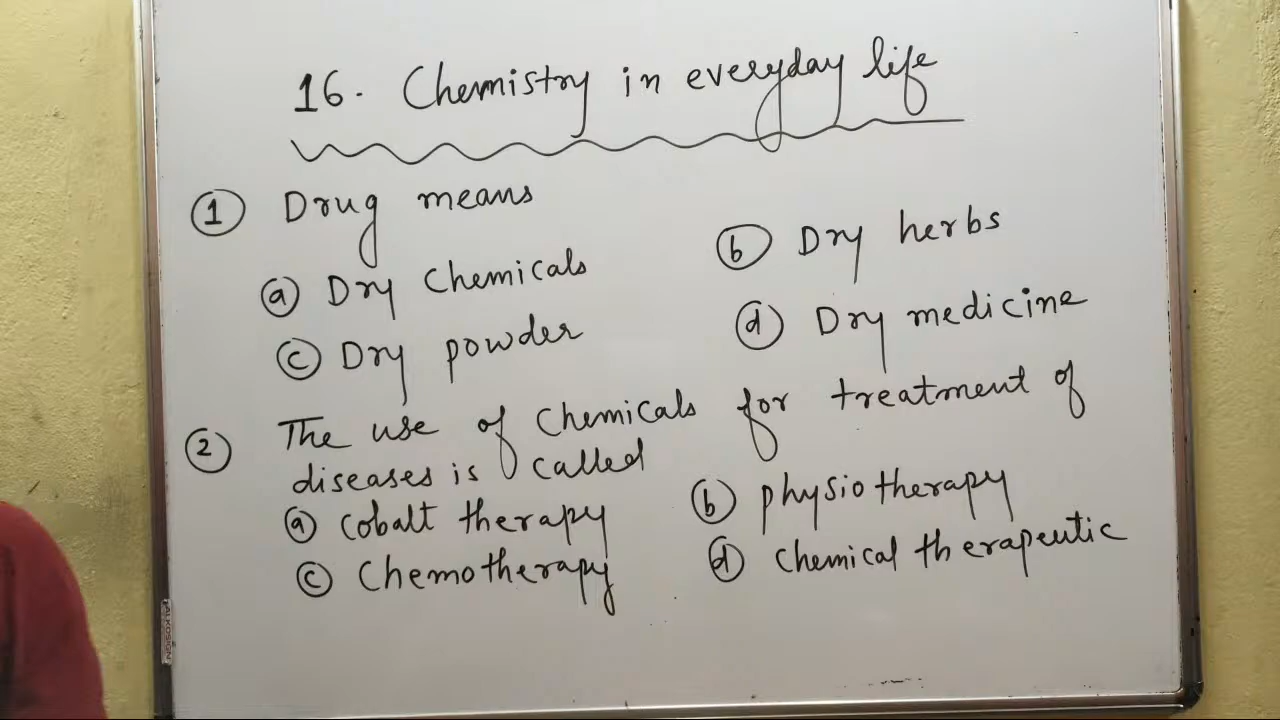 16. Chemistry in everyday life
1 Drug means
a Dry Chemicals
b Dry herbs
c Dry powder
d Dry medicine
2 The use of Chemicals for treatment of
diseases is called
a cobalt therapy
b physiotherapy
c Chemotherapy
d Chemical therapeutic
ALKOSIGN